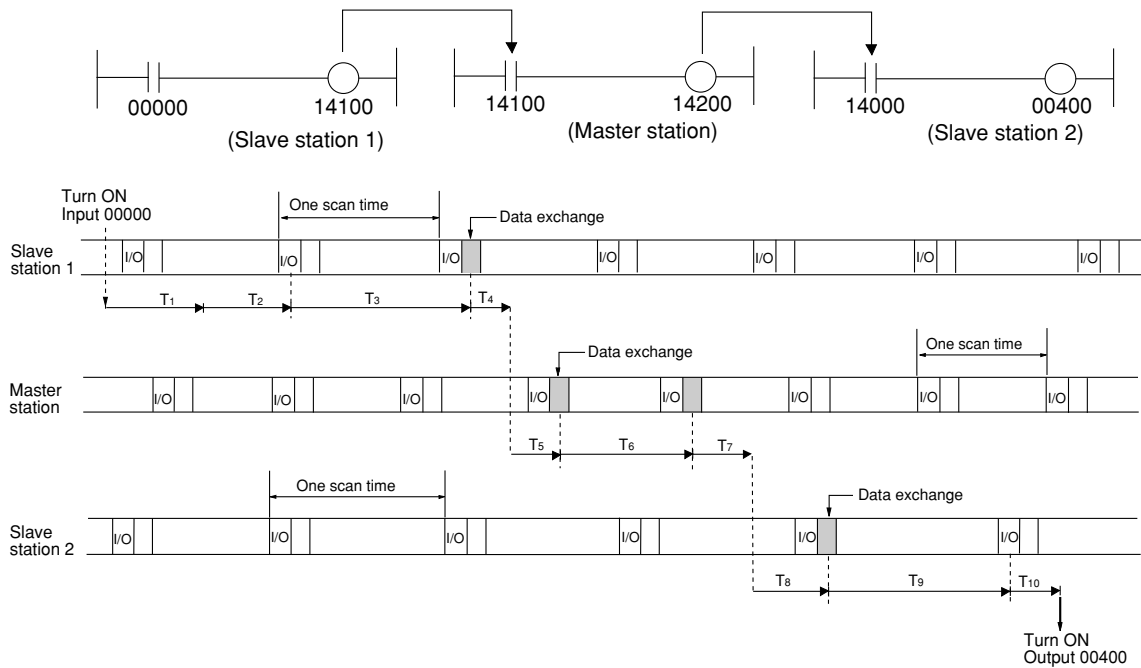 00000
14100
14100
14200
14000
00400
(Slave station 1)
(Master station)
(Slave station 2)
Turn ON
Input 00000
One scan time
Data exchange
Slave
station 1
I/O
I/O
I/O
I/O
I/O
I/O
I/O
T1
T2
T3
T4
Data exchange
One scan time
Master
station
I/O
I/O
I/O
I/O
I/O
I/O
I/O
I/O
T5
T6
T7
One scan time
Data exchange
Slave
station 2
I/O
I/O
I/O
I/O
I/O
I/O
T8
T9
T10
Turn ON
Output 00400